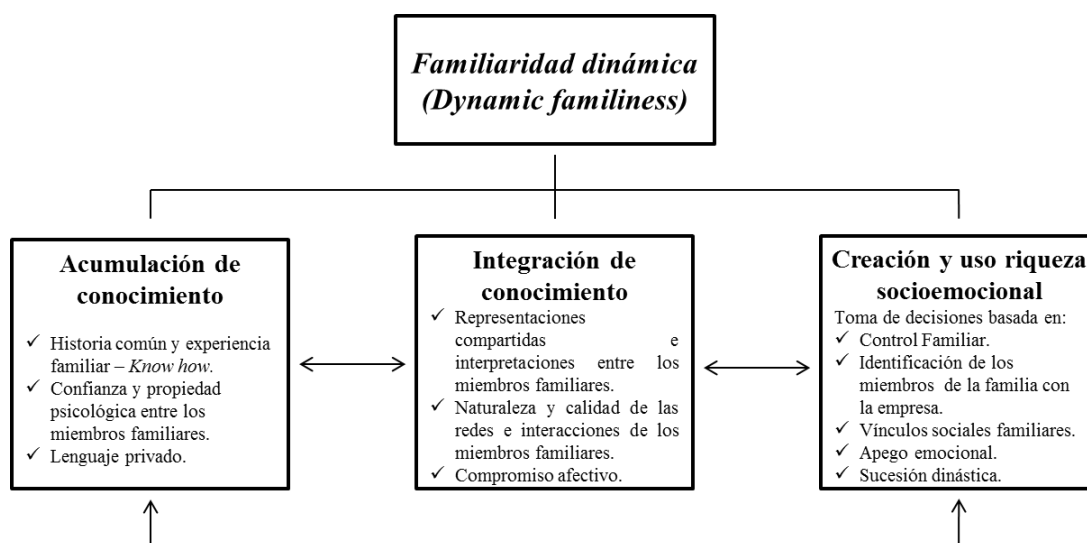 Familiaridad dinámica
(Dynamic familiness)
Acumulación de
conocimiento
✓ Historia común y experiencia
familiar – Know how.
✓ Confianza y propiedad
psicológica entre los
miembros familiares.
✓ Lenguaje privado.
Integración de
conocimiento
✓ Representaciones
compartidas e
interpretaciones entre los
miembros familiares.
✓ Naturaleza y calidad de las
redes e interacciones de los
miembros familiares.
✓ Compromiso afectivo.
Creación y uso riqueza
socioemocional
Toma de decisiones basada en:
✓ Control Familiar.
✓ Identificación de los
miembros de la familia con
la empresa.
✓ Vínculos sociales familiares.
✓ Apego emocional.
✓ Sucesión dinástica.